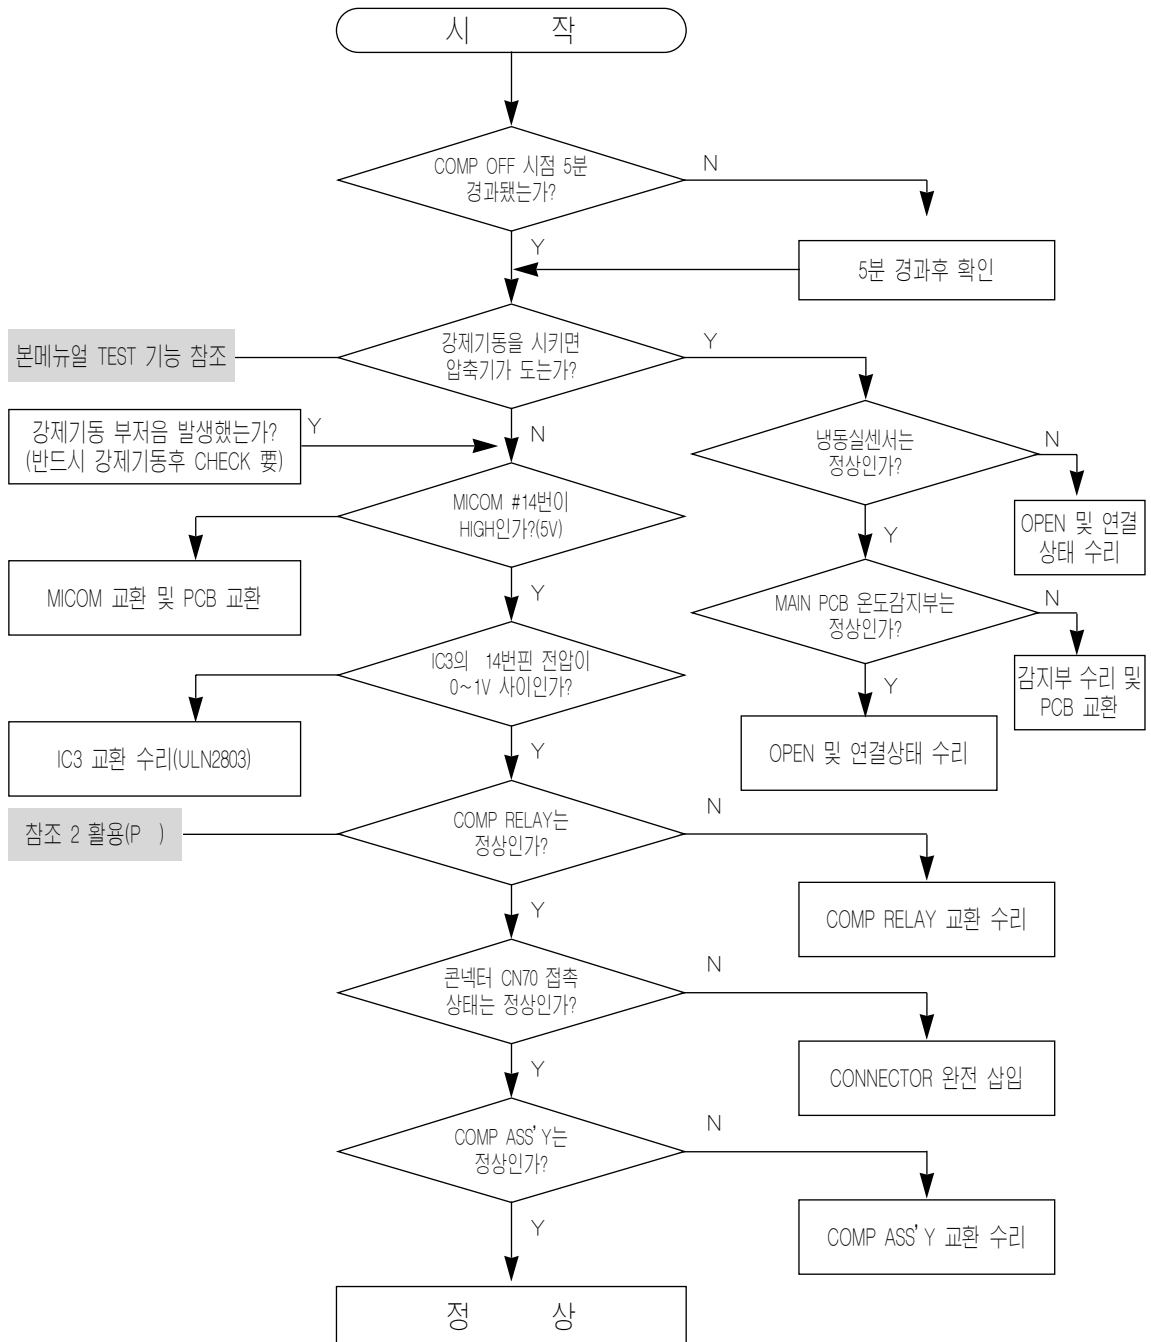 시 작
COMP OFF 시점 5분
경과됐는가?
N
Y
5분 경과후 확인
본메뉴얼 TEST 기능 참조
강제기동을 시키면
압축기가 도는가?
Y
강제기동 부저음 발생했는가?
(반드시 강제기동후 CHECK 要)
Y
N
냉동실센서는
정상인가?
N
MICOM #14번이
HIGH인가?(5V)
OPEN 및 연결
상태 수리
Y
MICOM 교환 및 PCB 교환
Y
MAIN PCB 온도감지부는
정상인가?
N
IC3의 14번핀 전압이
0~1V 사이인가?
Y
감지부 수리 및
PCB 교환
IC3 교환 수리(ULN2803)
Y
OPEN 및 연결상태 수리
참조 2 활용(P )
COMP RELAY는
정상인가?
N
Y
COMP RELAY 교환 수리
콘넥터 CN70 접촉
상태는 정상인가?
N
Y
CONNECTOR 완전 삽입
COMP ASS'Y는
정상인가?
N
Y
COMP ASS'Y 교환 수리
정 상